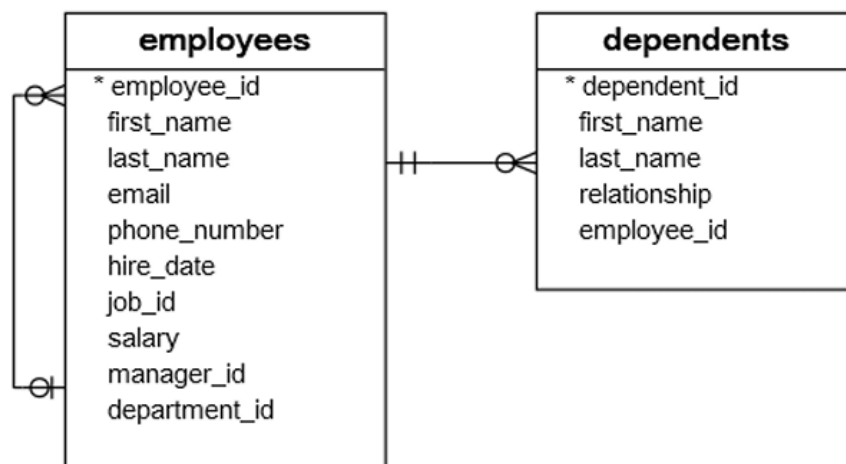 employees
* employee_id
first_name
last_name
email
phone_number
hire_date
job_id
salary
manager_id
department_id
dependents
* dependent_id
first_name
last_name
relationship
employee_id